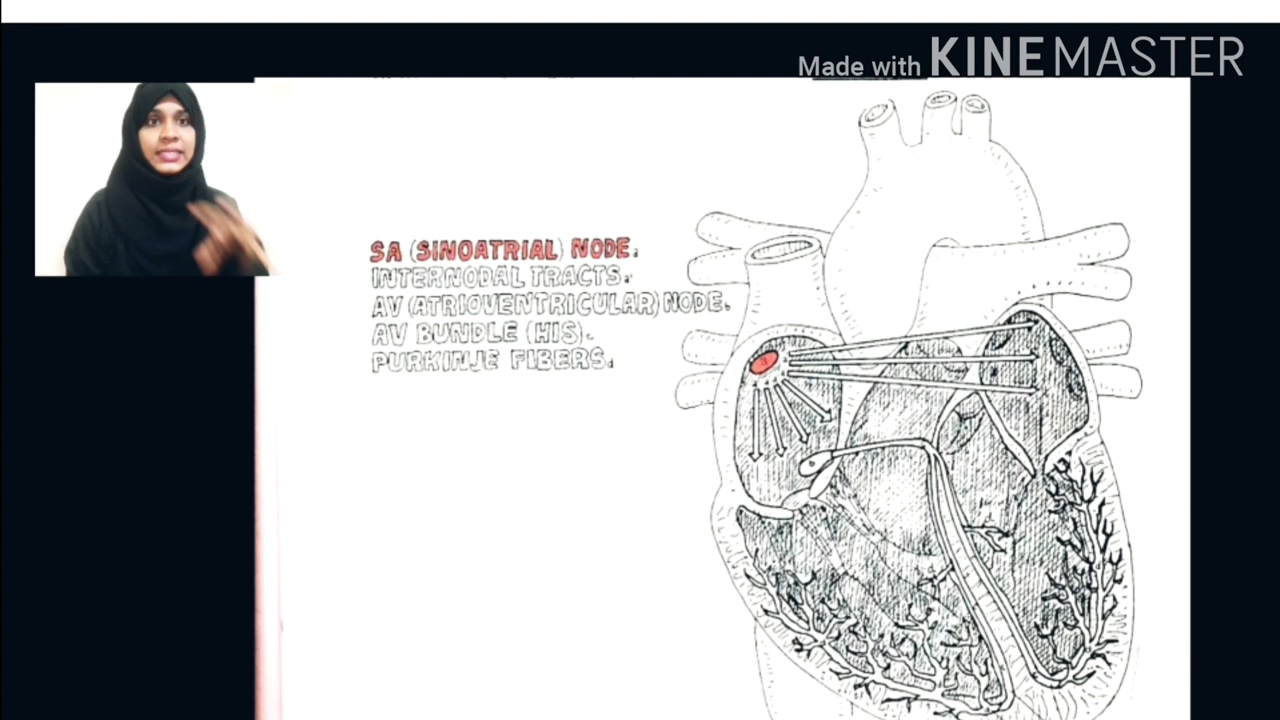 Made with KINEMASTER
SA (SINOATRIAL) NODE.
INTERNODAL TRACTS.
AV (ATRIOVENTRICULAR) NODE.
AV BUNDLE (HIS).
PURKINJE FIBERS.